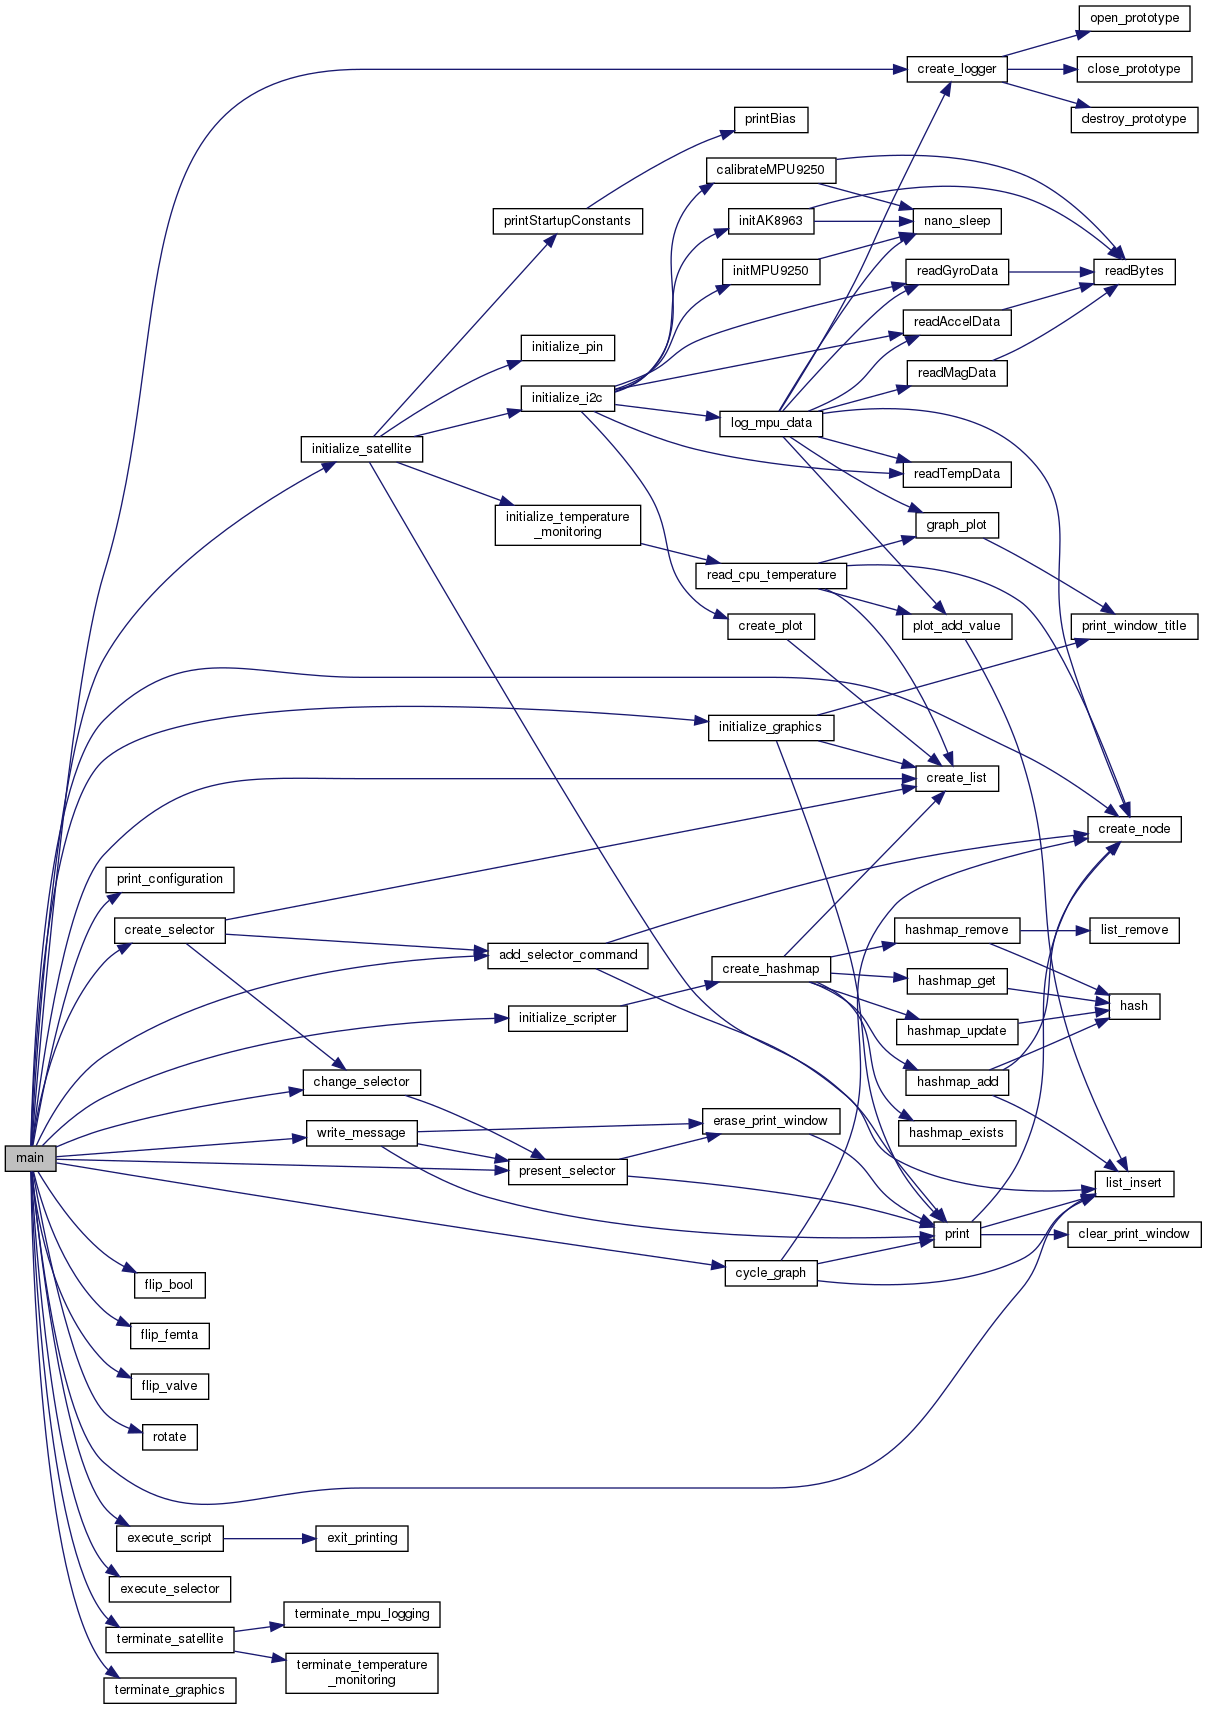 open_prototype
create_logger
close_prototype
destroy_prototype
printBias
calibrateMPU9250
printStartupConstants
initAK8963
nano_sleep
initMPU9250
readGyroData
readBytes
readAccelData
initialize_pin
readMagData
initialize_i2c
log_mpu_data
initialize_satellite
readTempData
initialize_temperature
_monitoring
graph_plot
read_cpu_temperature
create_plot
plot_add_value
print_window_title
initialize_graphics
create_list
create_node
print_configuration
create_selector
hashmap_remove
list_remove
add_selector_command
create_hashmap
hashmap_get
hash
initialize_scripter
hashmap_update
change_selector
hashmap_add
erase_print_window
write_message
hashmap_exists
main
present_selector
list_insert
print
clear_print_window
cycle_graph
flip_bool
flip_femta
flip_valve
rotate
execute_script
exit_printing
execute_selector
terminate_mpu_logging
terminate_satellite
terminate_temperature
_monitoring
terminate_graphics